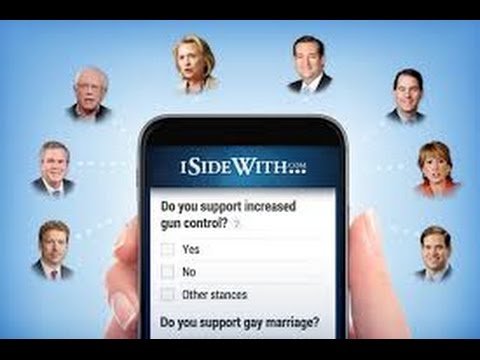 iSideWith.com...
Do you support increased
gun control? ?
Yes
No
Other stances
Do you support gay marriage?